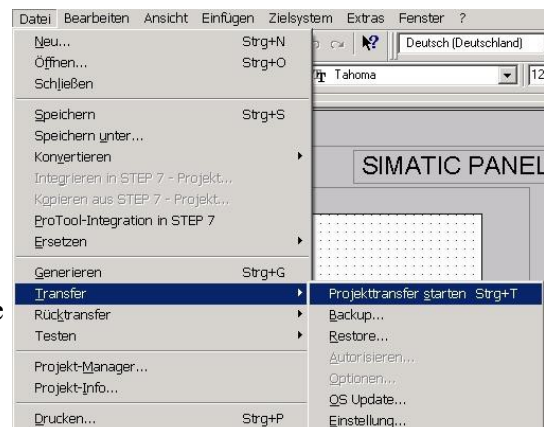 Datei Bearbeiten Ansicht Einfügen Zielsystem Extras Fenster ?
Neu... Strg+N
Öffnen... Strg+O
Schließen
Speichern Strg+S
Speichern unter...
Konvertieren
Integrieren in STEP 7 - Projekt...
Kopieren aus STEP 7 - Projekt...
ProTool-Integration in STEP 7
Ersetzen
Generieren Strg+G
Transfer
Rücktransfer
Testen
Projekt-Manager...
Projekt-Info...
Drucken... Strg+P
Deutsch (Deutschland)
Tahoma 12
SIMATIC PANEL
Projekttransfer starten Strg+T
Backup...
Restore...
Autorisieren...
Optionen...
OS Update...
Einstellung...
e